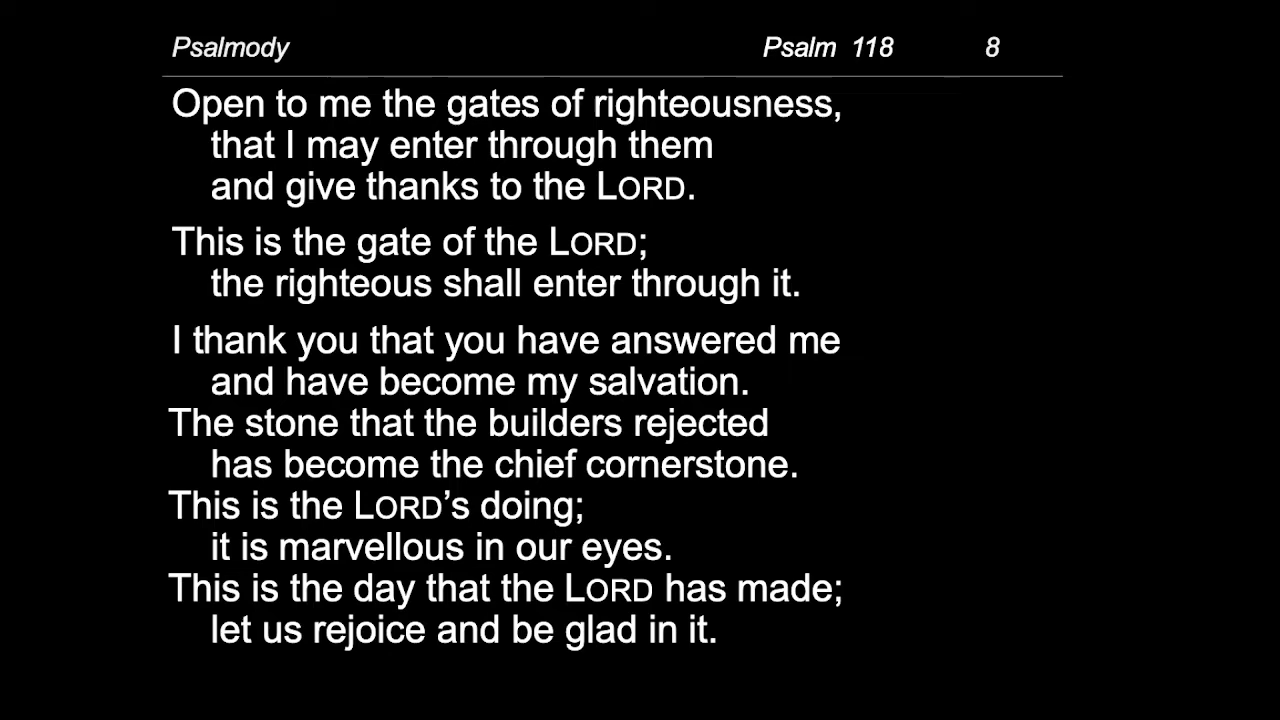 Psalmody Psalm 118 8
Open to me the gates of righteousness,
that I may enter through them
and give thanks to the LORD.
This is the gate of the LORD;
the righteous shall enter through it.
I thank you that you have answered me
and have become my salvation.
The stone that the builders rejected
has become the chief cornerstone.
This is the LORD’s doing;
it is marvellous in our eyes.
This is the day that the LORD has made;
let us rejoice and be glad in it.